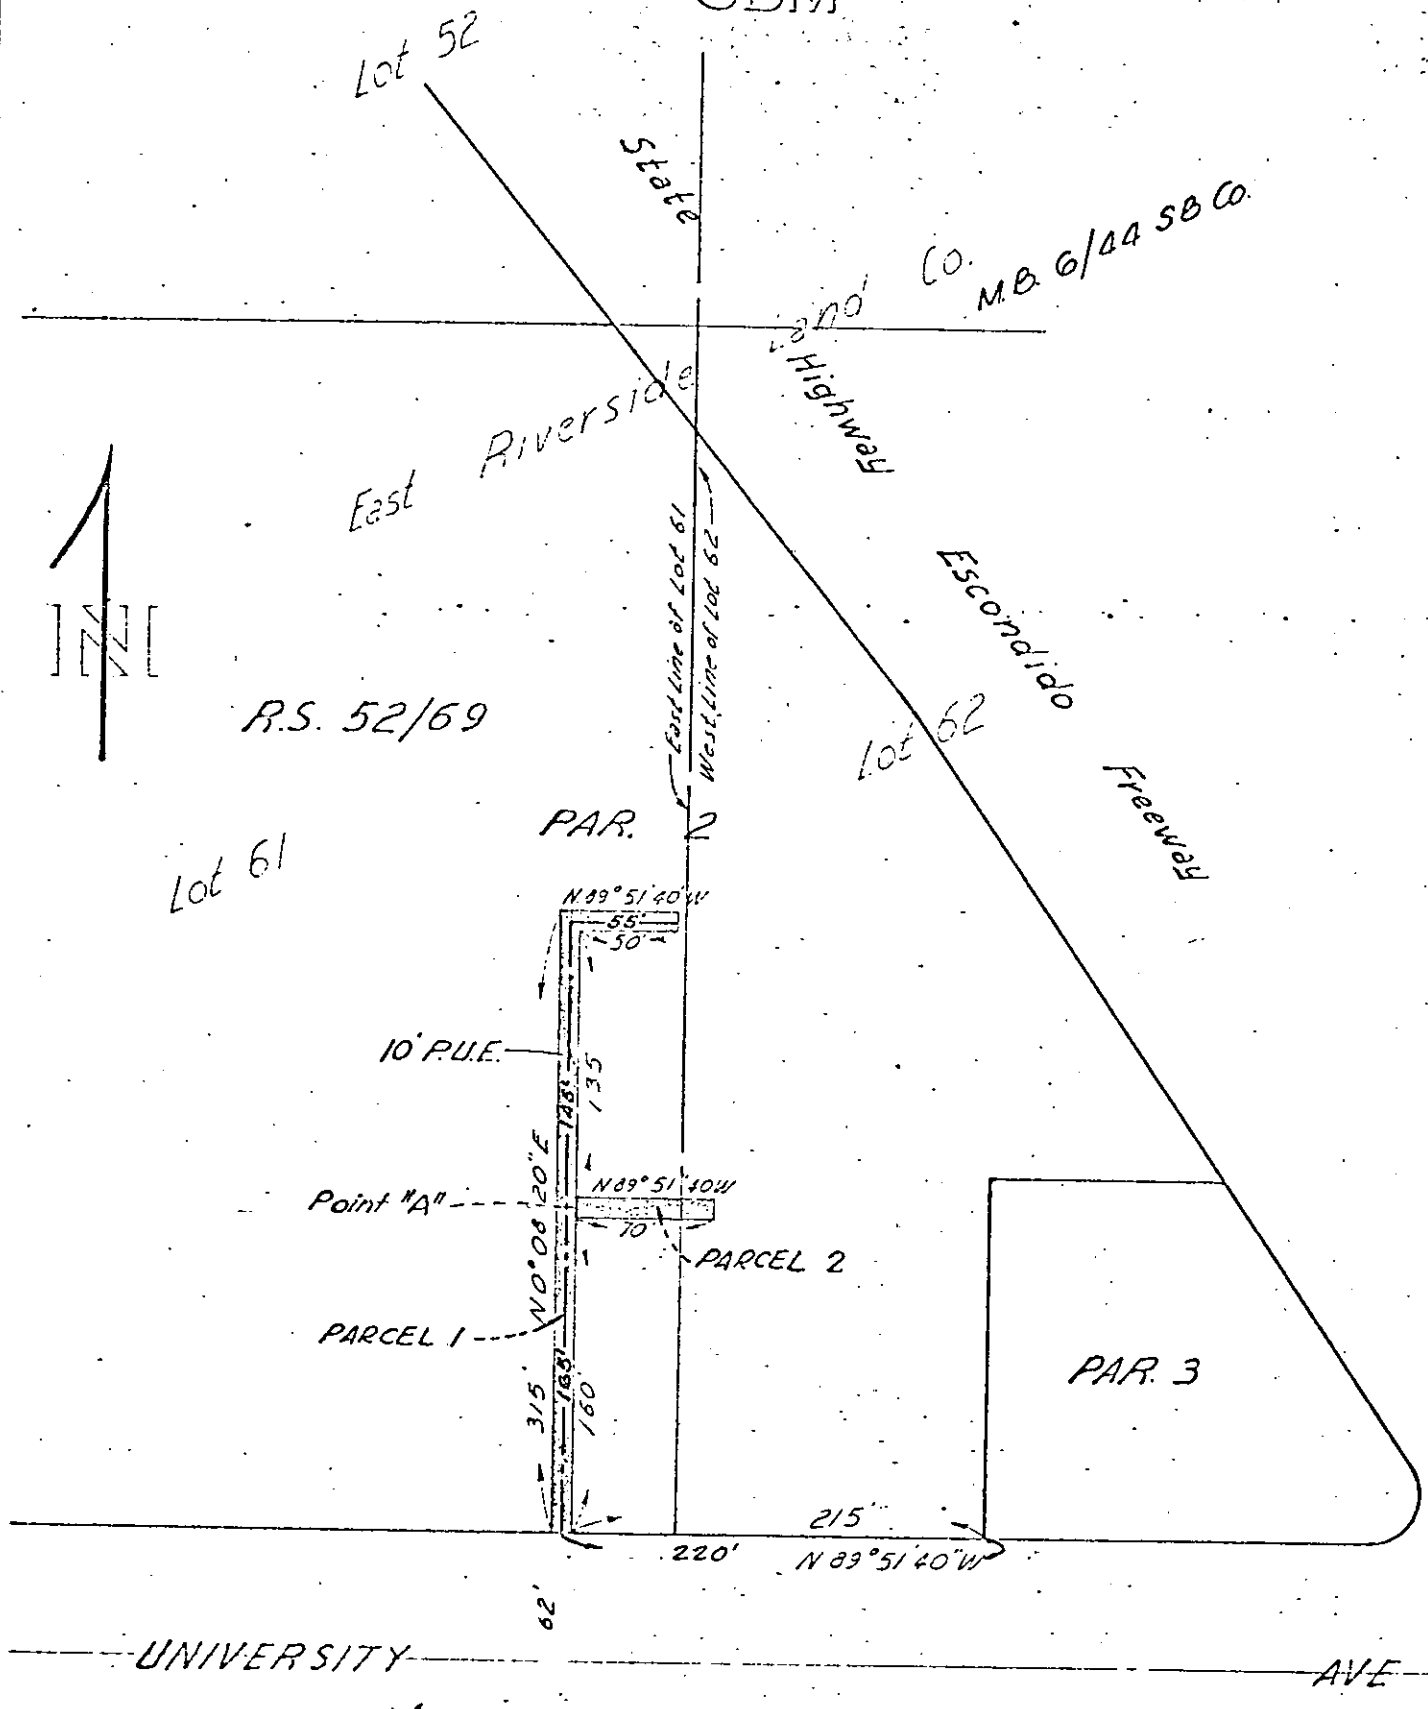 Lot 52
State
Co.
M.B. 6/44 SB Co.
Land
Highway
East Riverside
East Line of Lot 61
West Line of Lot 62
Escondido
N
R.S. 52/69
Lot 62
Freeway
PAR. 2
Lot 61
N 89°51'40"W
55'
50'
10' P.U.E.
135
N 0°08'20"E
N 89°51'40W
Point "A"
70'
PARCEL 2
PARCEL 1
PAR. 3
315'
165'
160'
215'
220'
N 89°51'40"W
62'
UNIVERSITY AVE